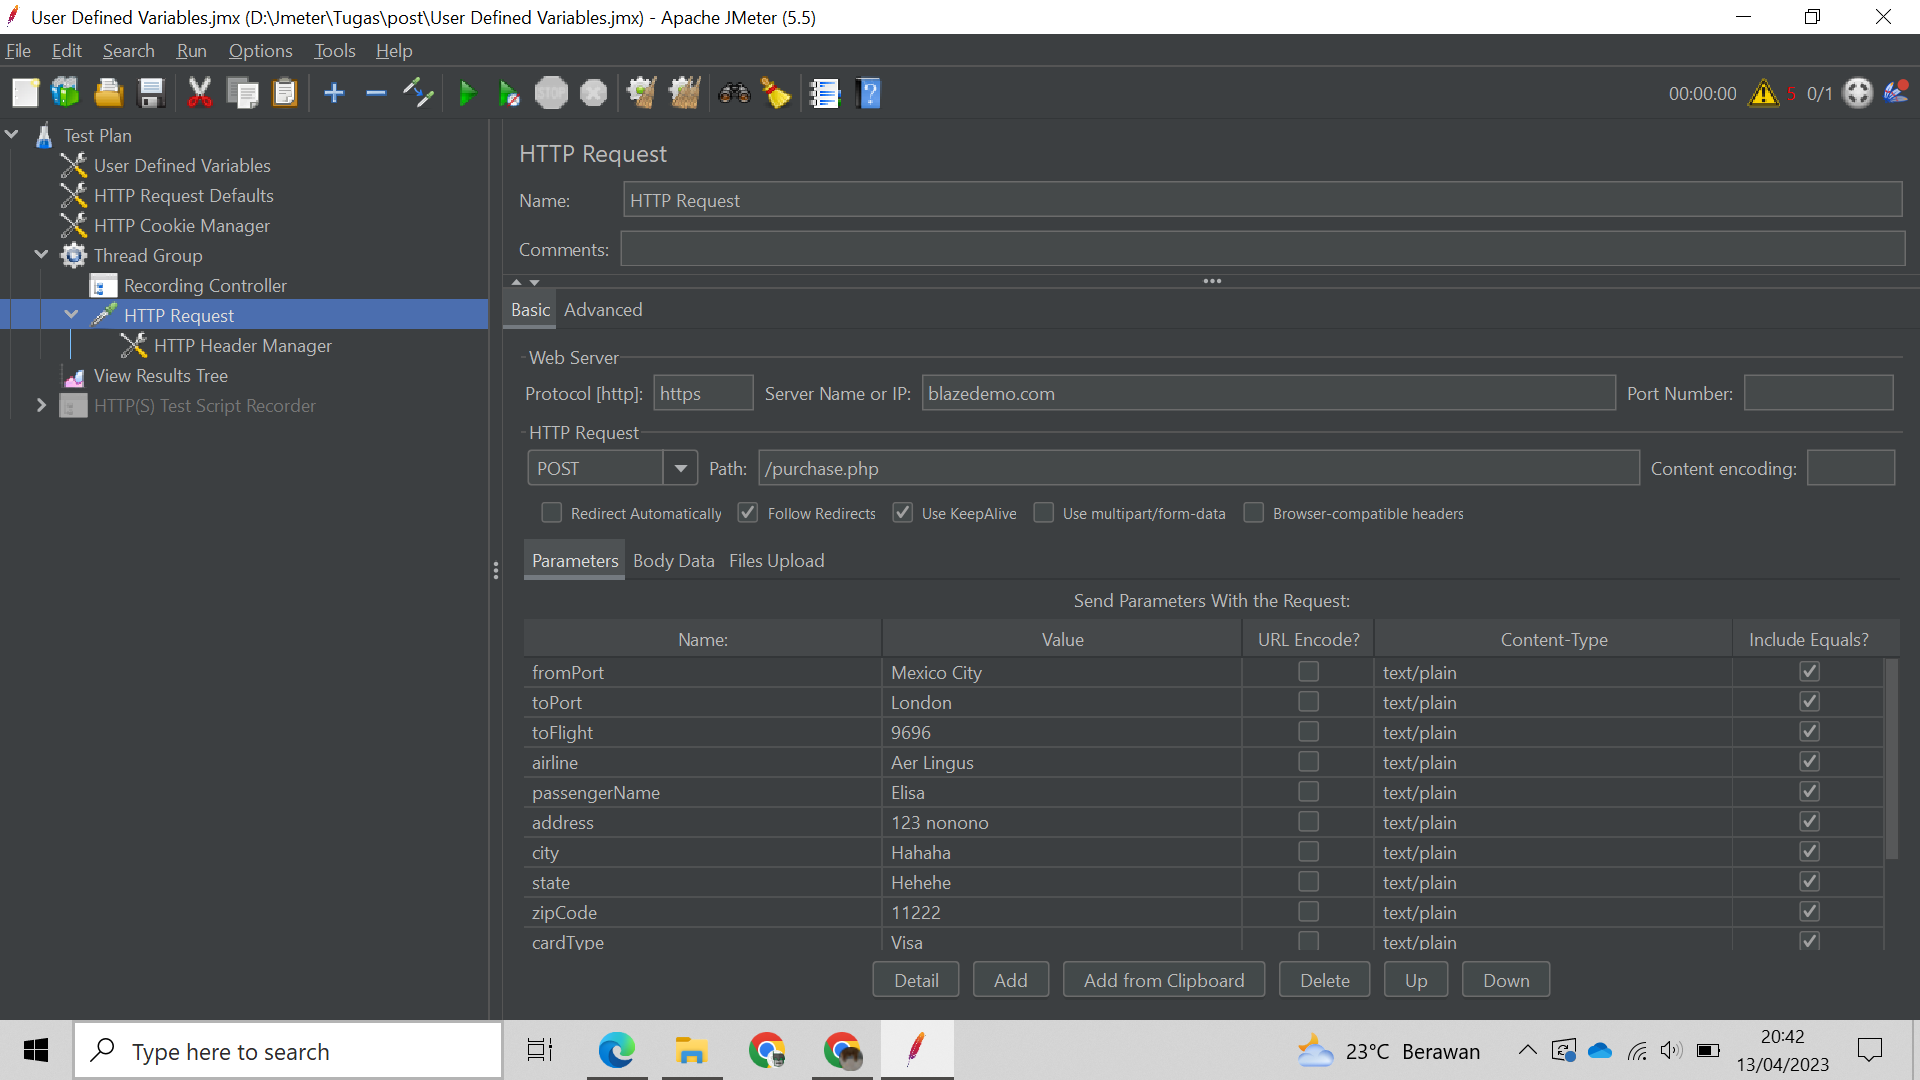 User Defined Variables.jmx (D:\Jmeter\Tugas\post\User Defined Variables.jmx) - Apache JMeter (5.5)
File Edit Search Run Options Tools Help
STOP
?
00:00:00 5 0/1
Test Plan
User Defined Variables
HTTP Request Defaults
HTTP Cookie Manager
Thread Group
Recording Controller
HTTP Request
HTTP Header Manager
View Results Tree
HTTP(S) Test Script Recorder
HTTP Request
Name: HTTP Request
Comments:
Basic Advanced
Web Server
Protocol [http]: https Server Name or IP: blazedemo.com Port Number:
HTTP Request
POST Path: /purchase.php Content encoding:
Redirect Automatically Follow Redirects Use KeepAlive Use multipart/form-data Browser-compatible headers
Parameters Body Data Files Upload
Send Parameters With the Request:
Name: Value URL Encode? Content-Type Include Equals?
fromPort Mexico City text/plain
toPort London text/plain
toFlight 9696 text/plain
airline Aer Lingus text/plain
passengerName Elisa text/plain
address 123 nonono text/plain
city Hahaha text/plain
state Hehehe text/plain
zipCode 11222 text/plain
cardType Visa text/plain
Detail Add Add from Clipboard Delete Up Down
Type here to search
23°C Berawan
20:42
13/04/2023